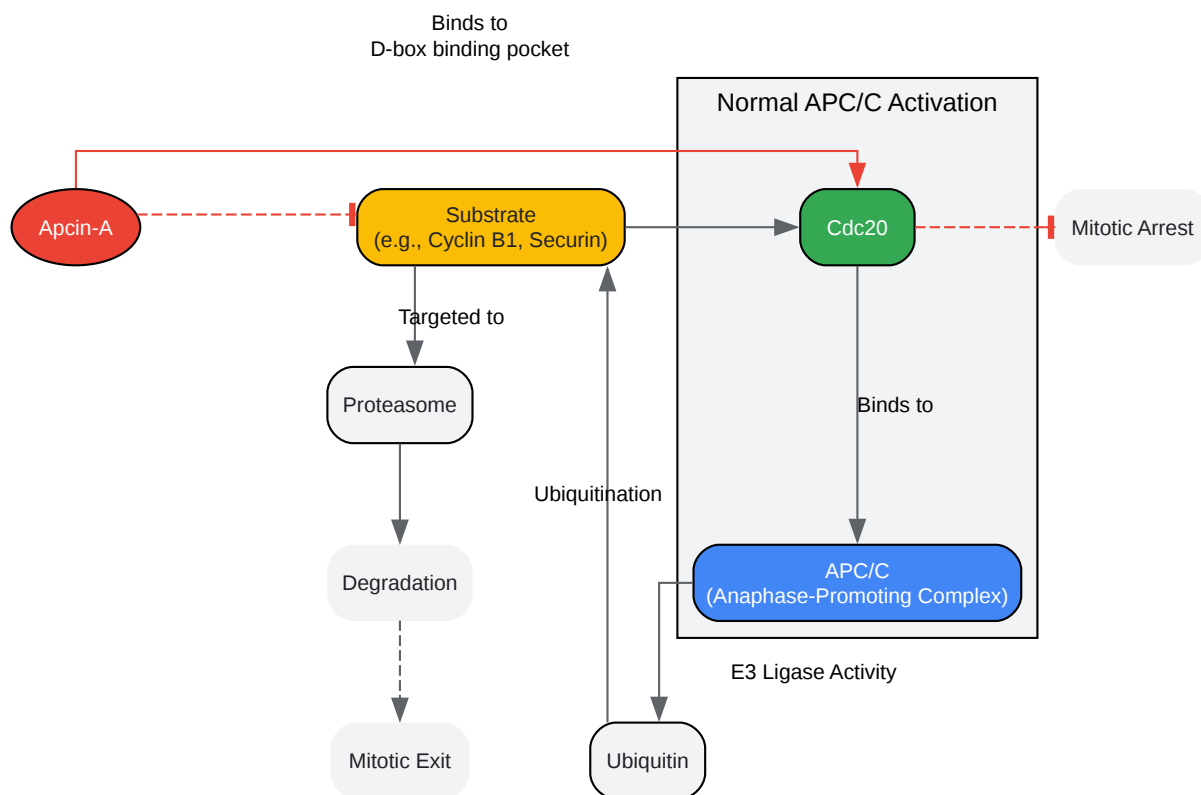 Binds to
D-box binding pocket
Normal APC/C Activation
Apcin-A
Substrate
(e.g., Cyclin B1, Securin)
Cdc20
Mitotic Arrest
Targeted to
Proteasome
Binds to
Ubiquitination
Degradation
APC/C
(Anaphase-Promoting Complex)
E3 Ligase Activity
Mitotic Exit
Ubiquitin